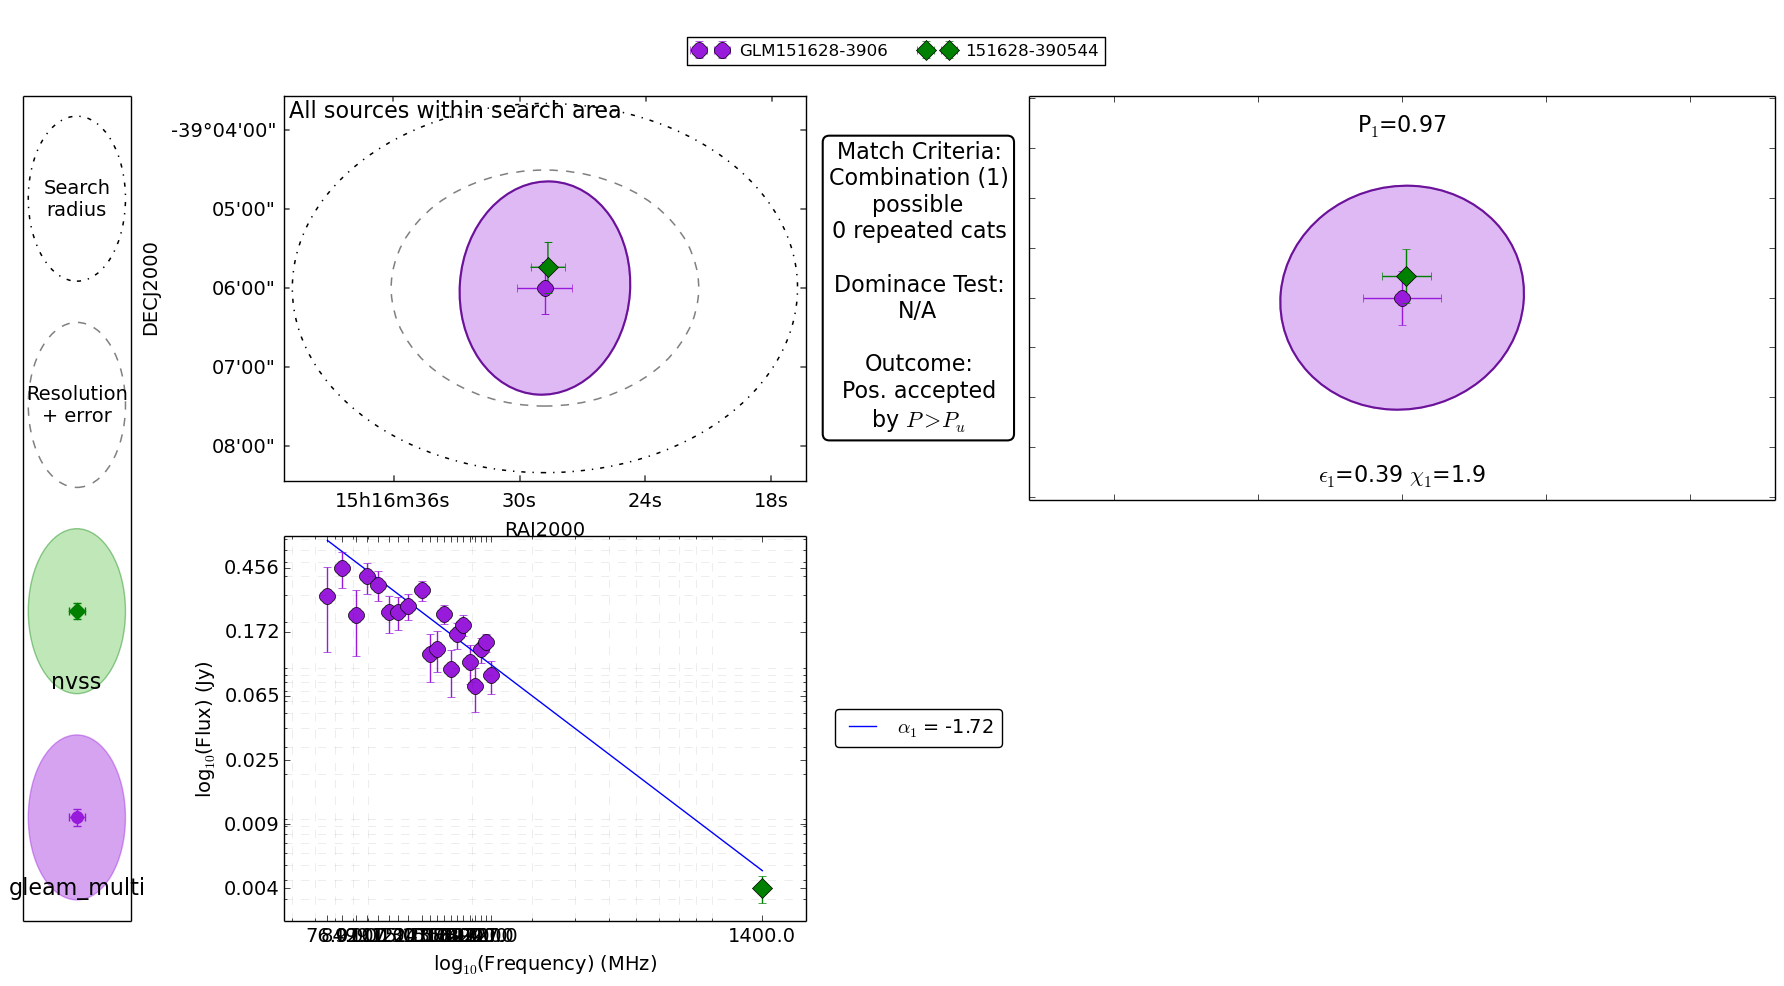 GLM151628-3906 151628-390544
Search
radius
Resolution
+ error
nvss
gleam_multi
All sources within search area
DECJ2000
-39°04'00"
05'00"
06'00"
07'00"
08'00"
15h16m36s 30s 24s 18s
RAJ2000
Match Criteria:
Combination (1)
possible
0 repeated cats
Dominace Test:
N/A
Outcome:
Pos. accepted
by P>Pᵤ
P₁=0.97
ϵ₁=0.39 χ₁=1.9
log₁₀(Flux) (Jy)
0.456
0.172
0.065
0.025
0.009
0.004
1400.0
log₁₀(Frequency) (MHz)
α₁ = -1.72